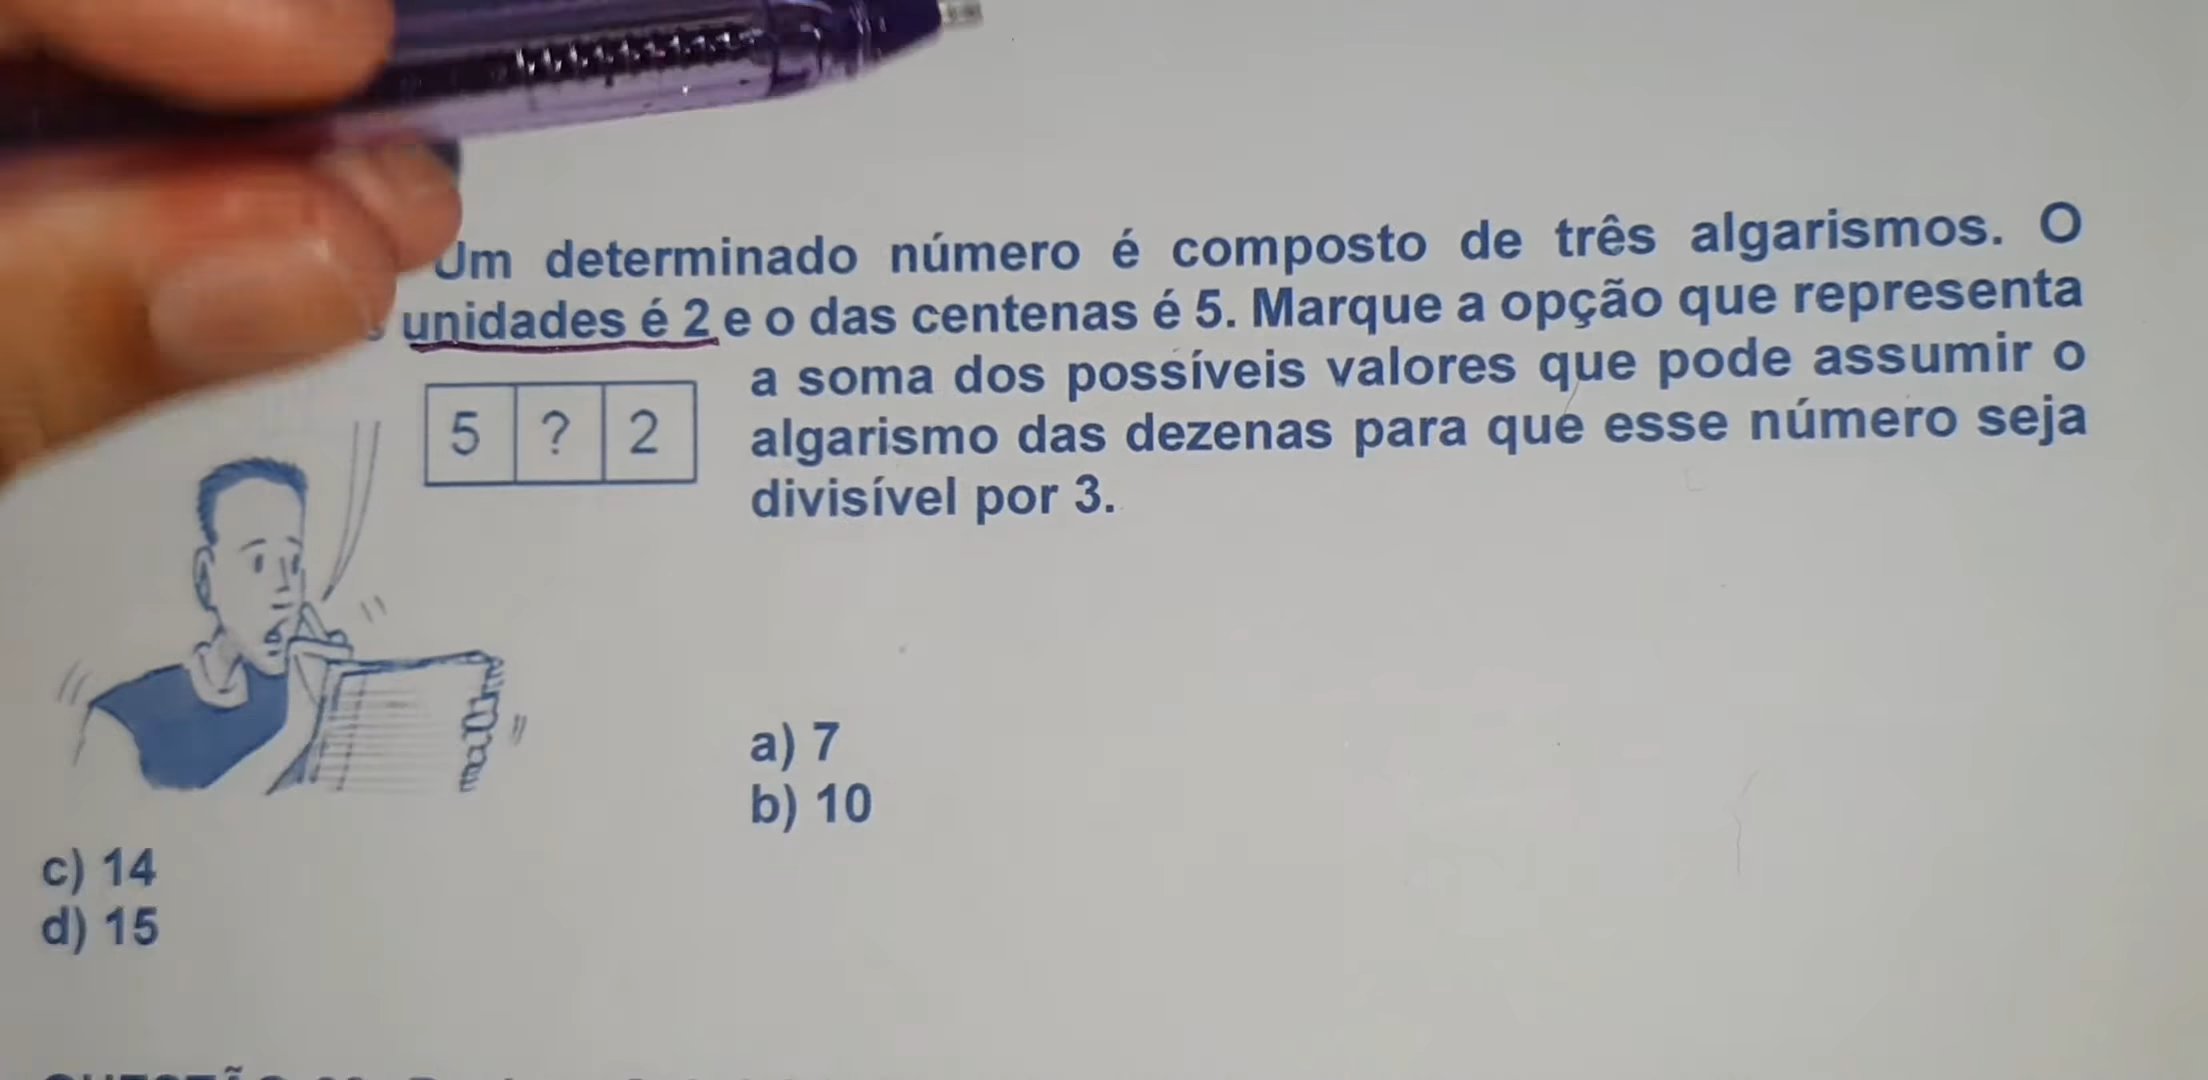 Um determinado número é composto de três algarismos. O
unidades é 2 e o das centenas é 5. Marque a opção que representa
a soma dos possíveis valores que pode assumir o
algarismo das dezenas para que esse número seja
divisível por 3.
5 ? 2
a) 7
b) 10
c) 14
d) 15